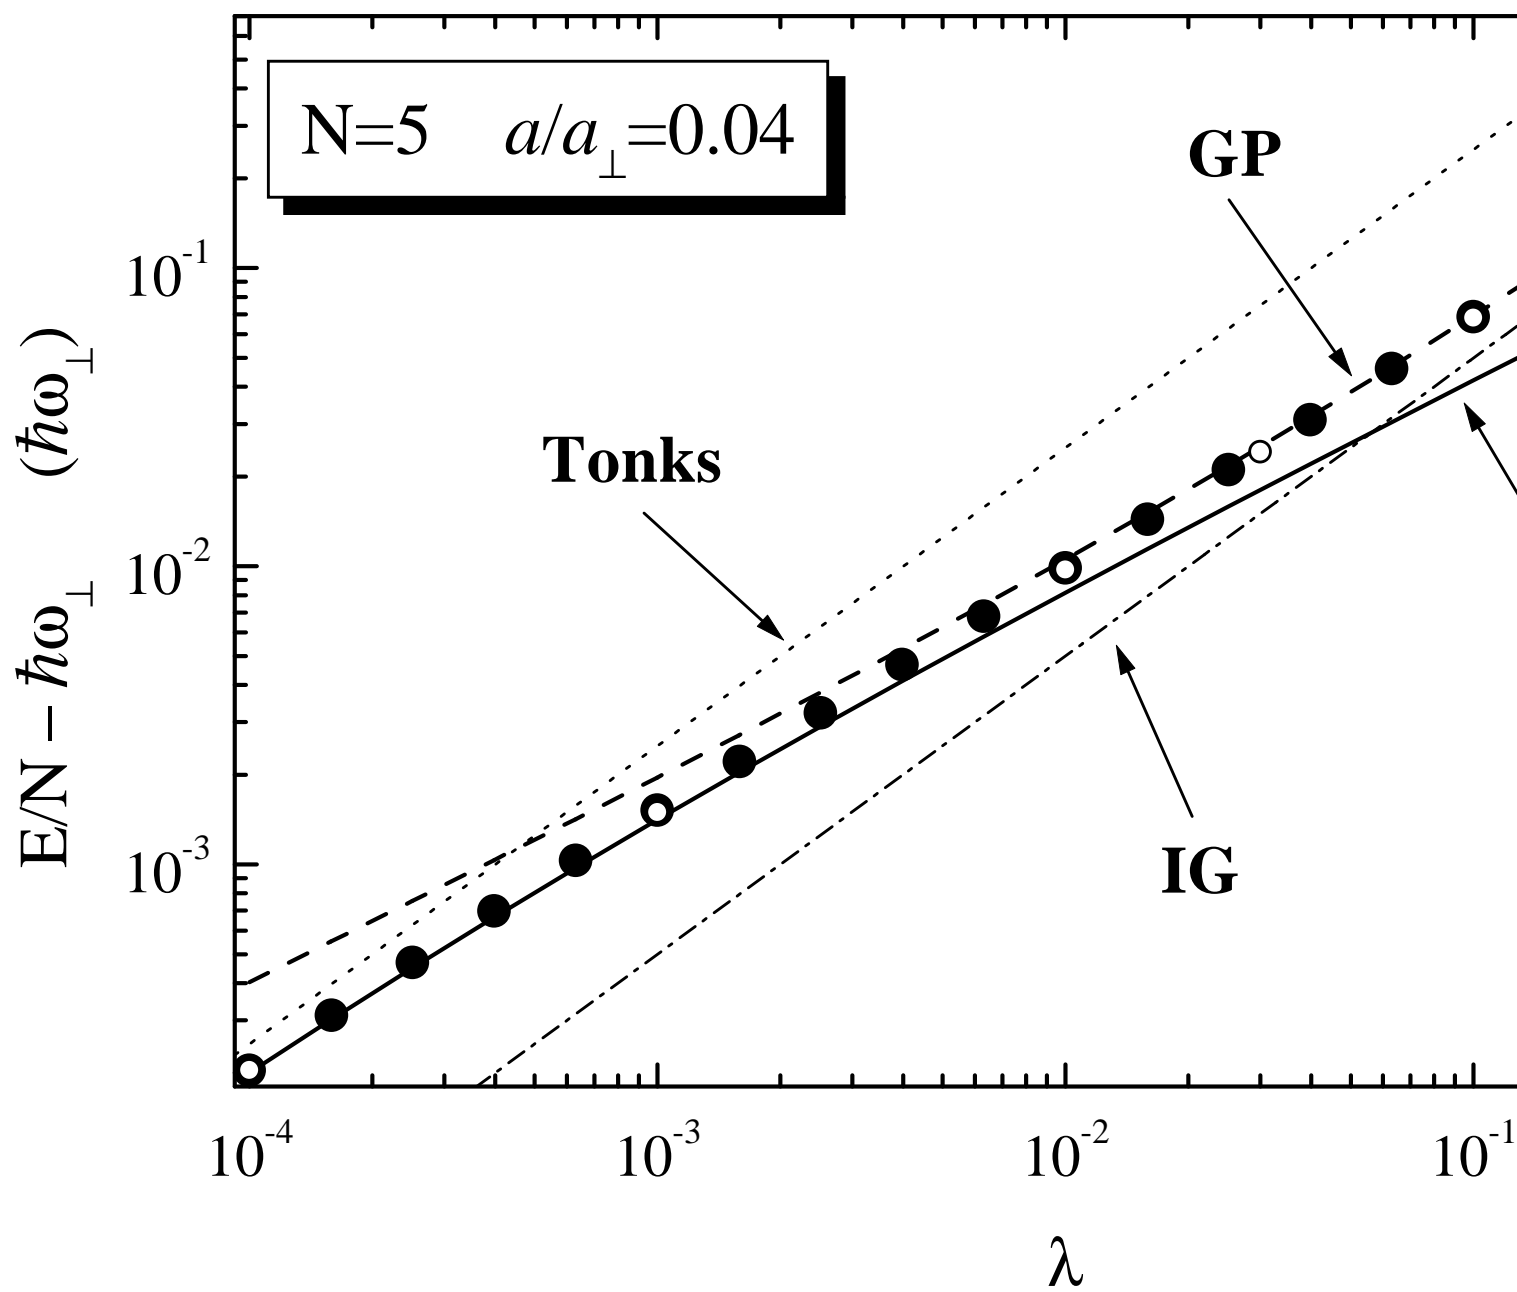 N=5 a/a⊥=0.04
GP
Tonks
IG
E/N – ħω⊥ (ħω⊥)
10⁻¹
10⁻²
10⁻³
10⁻⁴ 10⁻³ 10⁻² 10⁻¹
λ